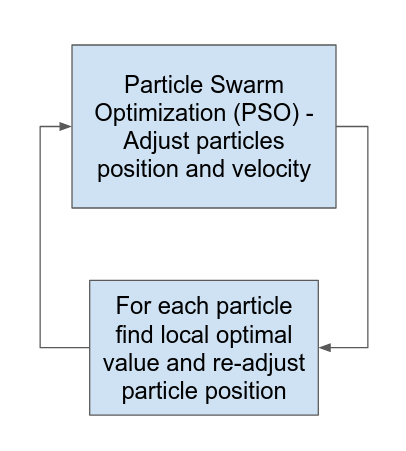 Particle Swarm
Optimization (PSO) -
Adjust particles
position and velocity
For each particle
find local optimal
value and re-adjust
particle position